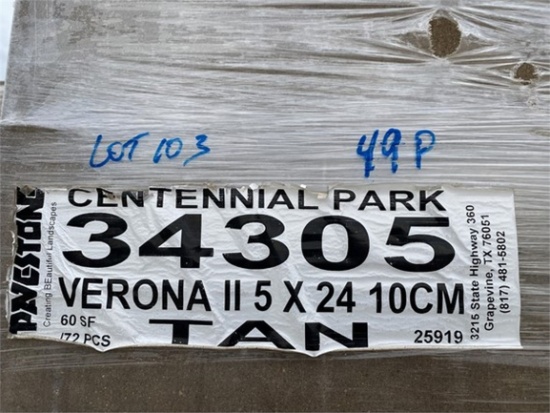 LOT 103
49P
PAVESTONE
Creating BEautiful Landscapes
CENTENNIAL PARK
34305
VERONA II 5 X 24 10CM
60 SF
72 PCS
TAN
25919
3215 State Highway 360
Grapevine, TX 76051
(817) 481-5802